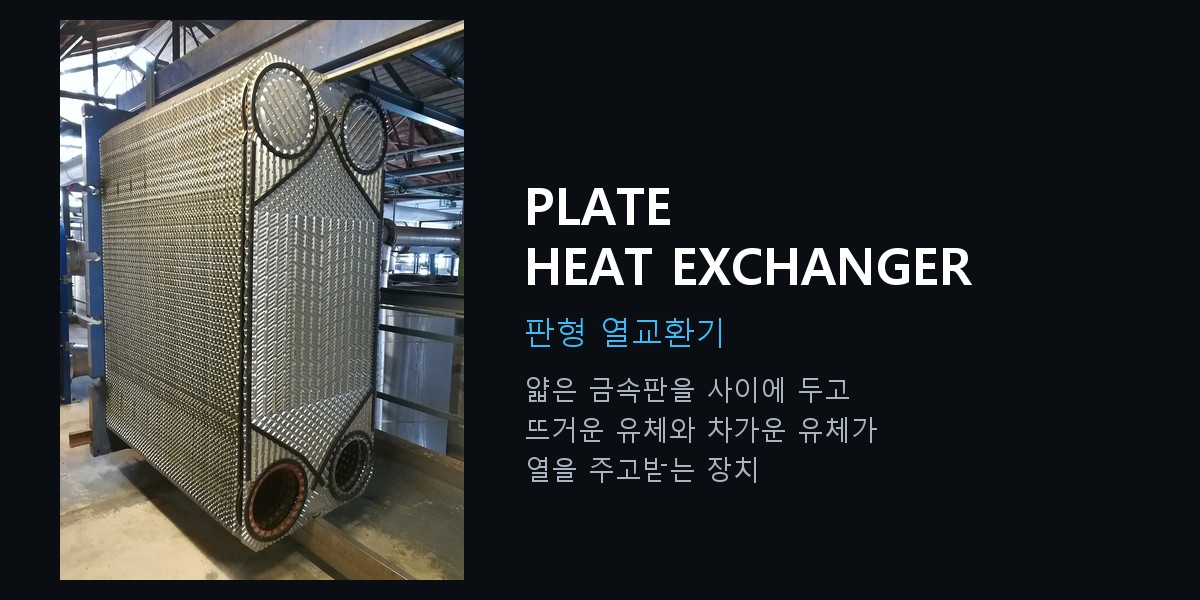 PLATE
HEAT EXCHANGER
판형 열교환기
얇은 금속판을 사이에 두고
뜨거운 유체와 차가운 유체가
열을 주고받는 장치